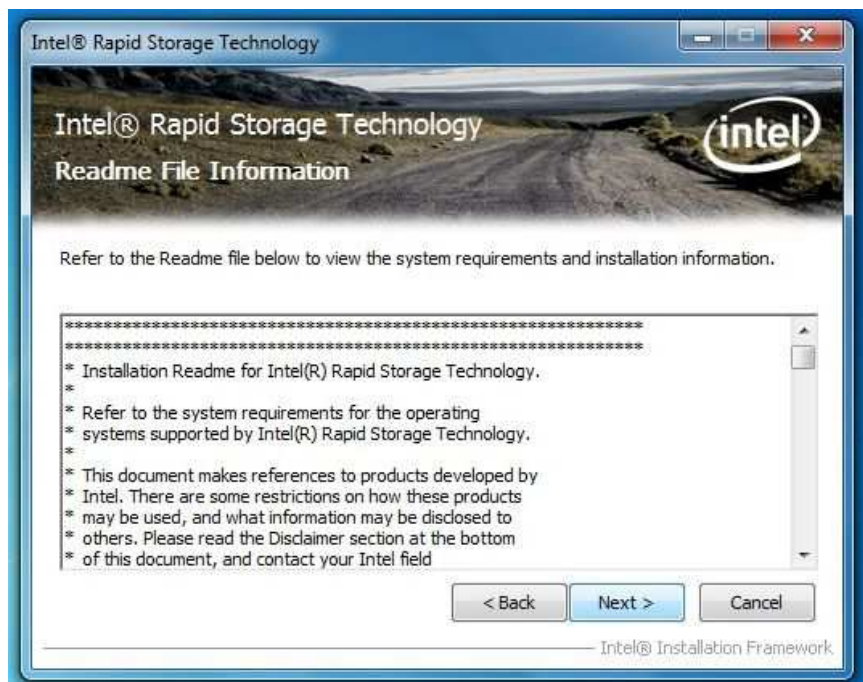 Intel® Rapid Storage Technology
Intel® Rapid Storage Technology
intel
Readme File Information
Refer to the Readme file below to view the system requirements and installation information.
*************************************************************
*************************************************************
* Installation Readme for Intel(R) Rapid Storage Technology.
*
* Refer to the system requirements for the operating
* systems supported by Intel(R) Rapid Storage Technology.
*
* This document makes references to products developed by
* Intel. There are some restrictions on how these products
* may be used, and what information may be disclosed to
* others. Please read the Disclaimer section at the bottom
* of this document, and contact your Intel field
< Back Next > Cancel
Intel® Installation Framework